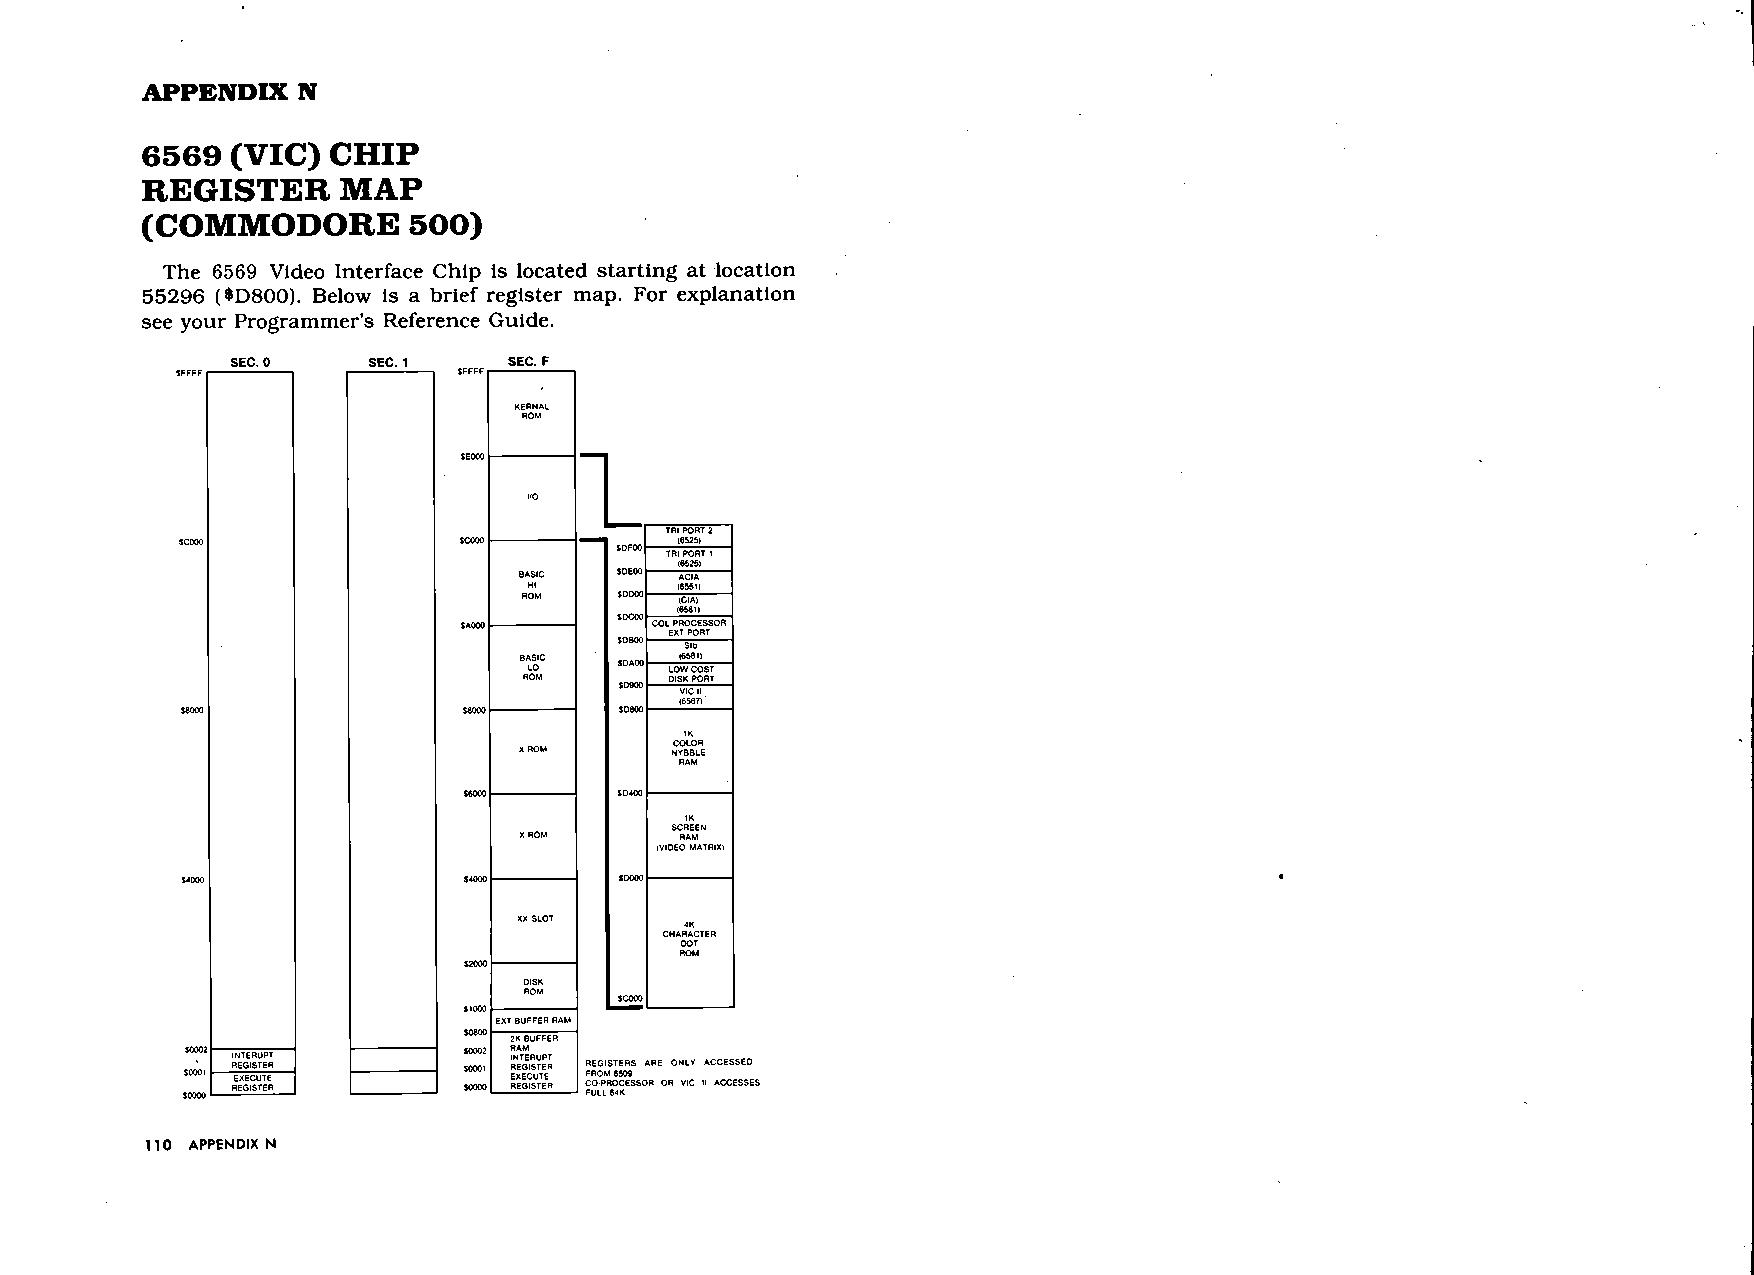 APPENDIX N
6569 (VIC) CHIP
REGISTER MAP
(COMMODORE 500)
The 6569 Video Interface Chip is located starting at location
55296 ($D800). Below is a brief register map. For explanation
see your Programmer's Reference Guide.
SEC. 0
$FFFF
$C000
$8000
$4000
$0002
INTERUPT
REGISTER
$0001
EXECUTE
REGISTER
$0000
SEC. 1
SEC. F
$FFFF
KERNAL
ROM
$E000
I/O
$C000
BASIC
HI
ROM
$A000
BASIC
LO
ROM
$8000
X ROM
$6000
X ROM
$4000
XX SLOT
$2000
DISK
ROM
$1000
EXT BUFFER RAM
$0800
2K BUFFER
RAM
$0002
INTERUPT
REGISTER
$0001
EXECUTE
REGISTER
$0000
TRI PORT 2
(6525)
$DF00
TRI PORT 1
(6525)
$DE00
ACIA
(6551)
$DD00
(CIA)
$DC00
COL PROCESSOR
EXT PORT
$DB00
(6581)
$DA00
LOW COST
DISK PORT
$D900
VIC II
(6567)
$D800
1K
COLOR
NYBBLE
RAM
$D400
1K
SCREEN
RAM
(VIDEO MATRIX)
$D000
4K
CHARACTER
DOT
ROM
$C000
REGISTERS ARE ONLY ACCESSED
FROM 6509
CO-PROCESSOR OR VIC II ACCESSES
FULL 64K
110 APPENDIX N